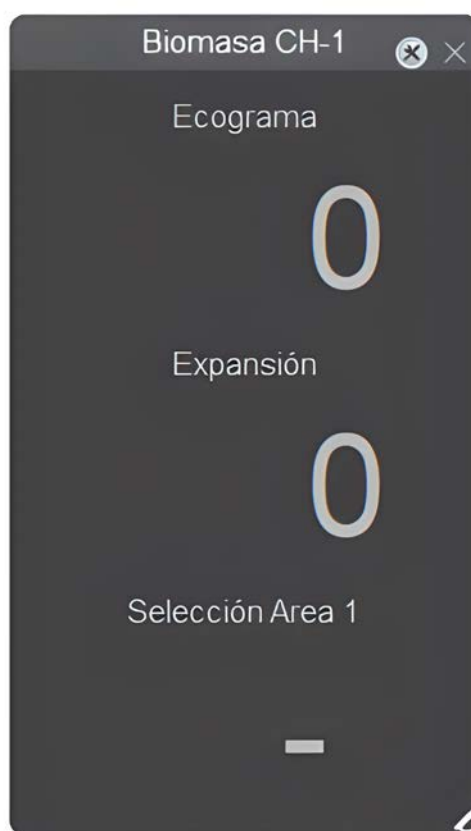 Biomasa CH-1
Ecograma
0
Expansión
0
Selección Area 1
-